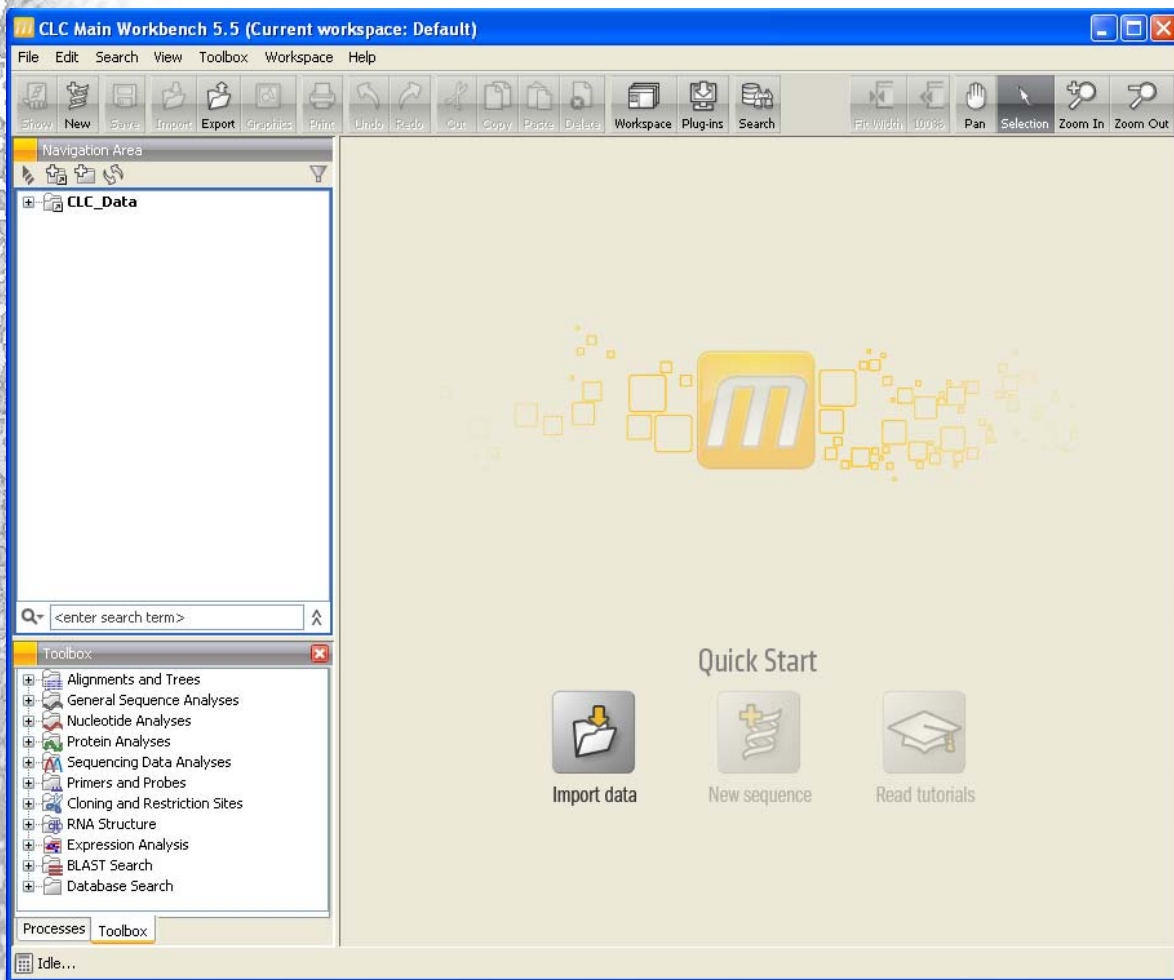 CLC Main Workbench 5.5 (Current workspace: Default)
File Edit Search View Toolbox Workspace Help
Show New Save Import Export Graphics Print Undo Redo Cut Copy Paste Delete Workspace Plug-ins Search Fit Width 100% Pan Selection Zoom In Zoom Out
Navigation Area
CLC_Data
<enter search term>
Toolbox
Alignments and Trees
General Sequence Analyses
Nucleotide Analyses
Protein Analyses
Sequencing Data Analyses
Primers and Probes
Cloning and Restriction Sites
RNA Structure
Expression Analysis
BLAST Search
Database Search
Processes Toolbox
Idle...
Quick Start
Import data New sequence Read tutorials